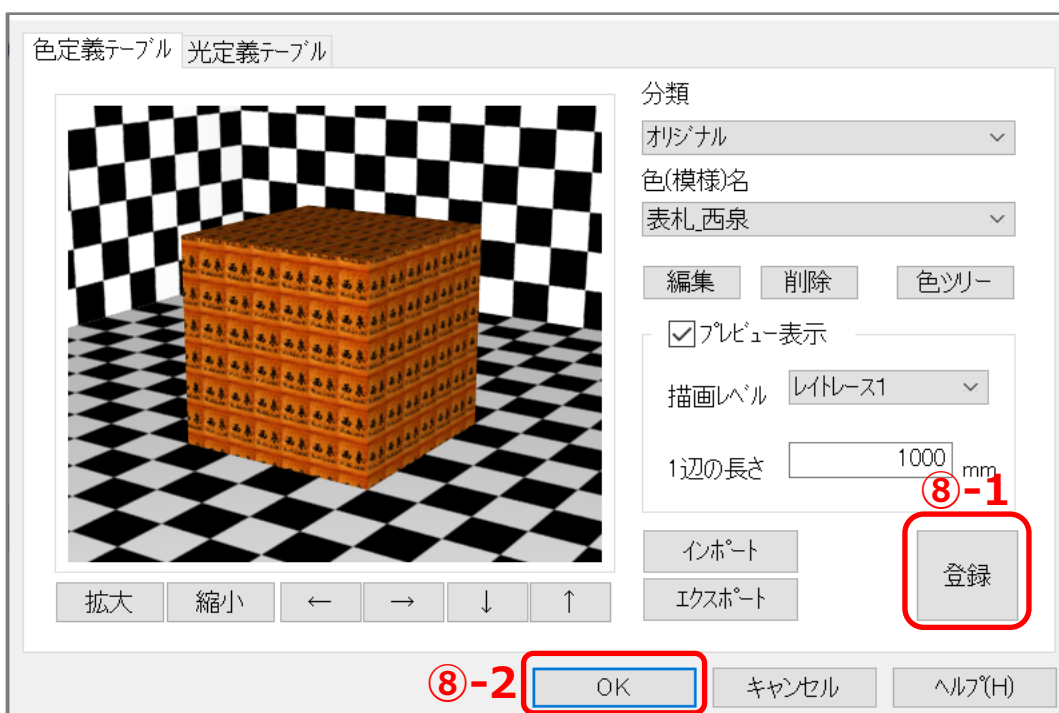 色定義テーブル 光定義テーブル
分類
オリジナル
色(模様)名
表札_西泉
編集 削除 色ツリー
プレビュー表示
描画レベル レイトレース1
1辺の長さ 1000 mm
⑧-1
インポート
エクスポート
登録
拡大 縮小 ← → ↓ ↑
⑧-2
OK キャンセル ヘルプ(H)